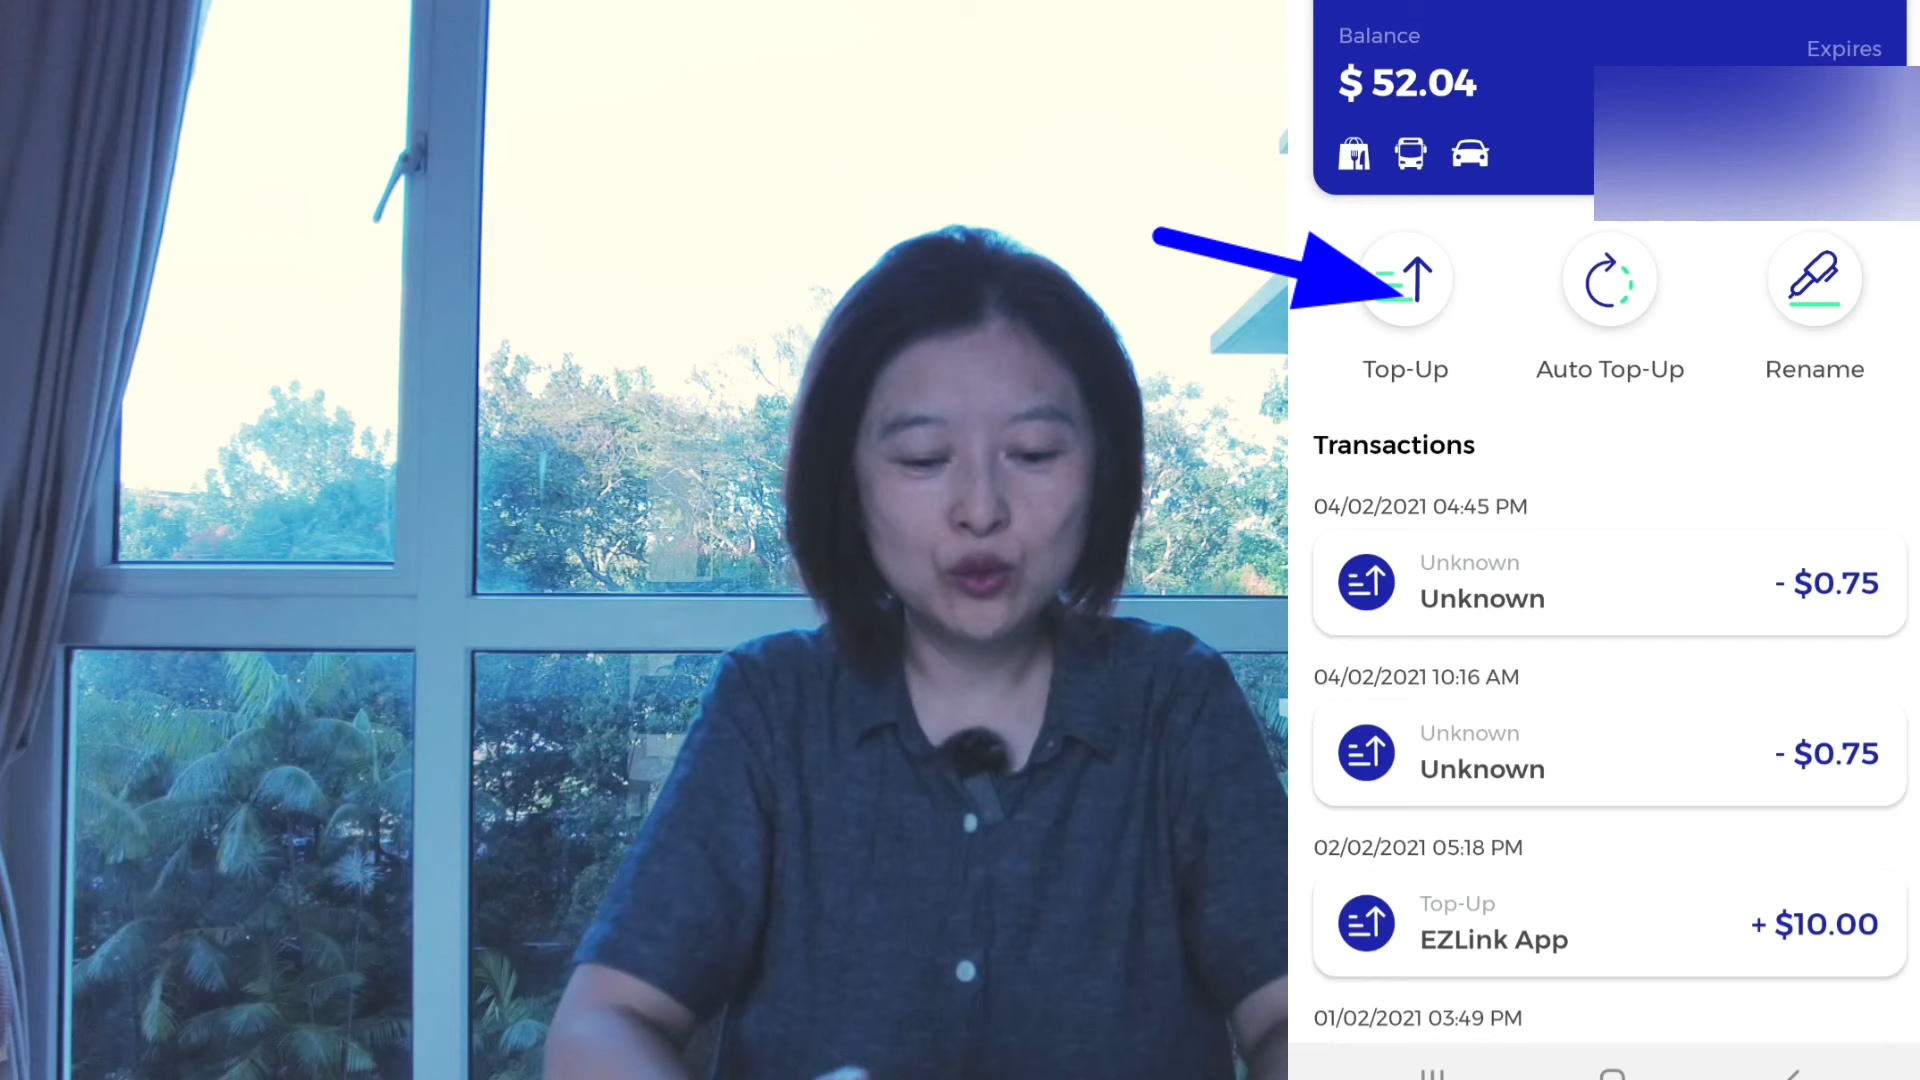 Balance
Expires
$ 52.04
Top-Up
Auto Top-Up
Rename
Transactions
04/02/2021 04:45 PM
Unknown
Unknown
- $0.75
04/02/2021 10:16 AM
Unknown
Unknown
- $0.75
02/02/2021 05:18 PM
Top-Up
EZLink App
+ $10.00
01/02/2021 03:49 PM